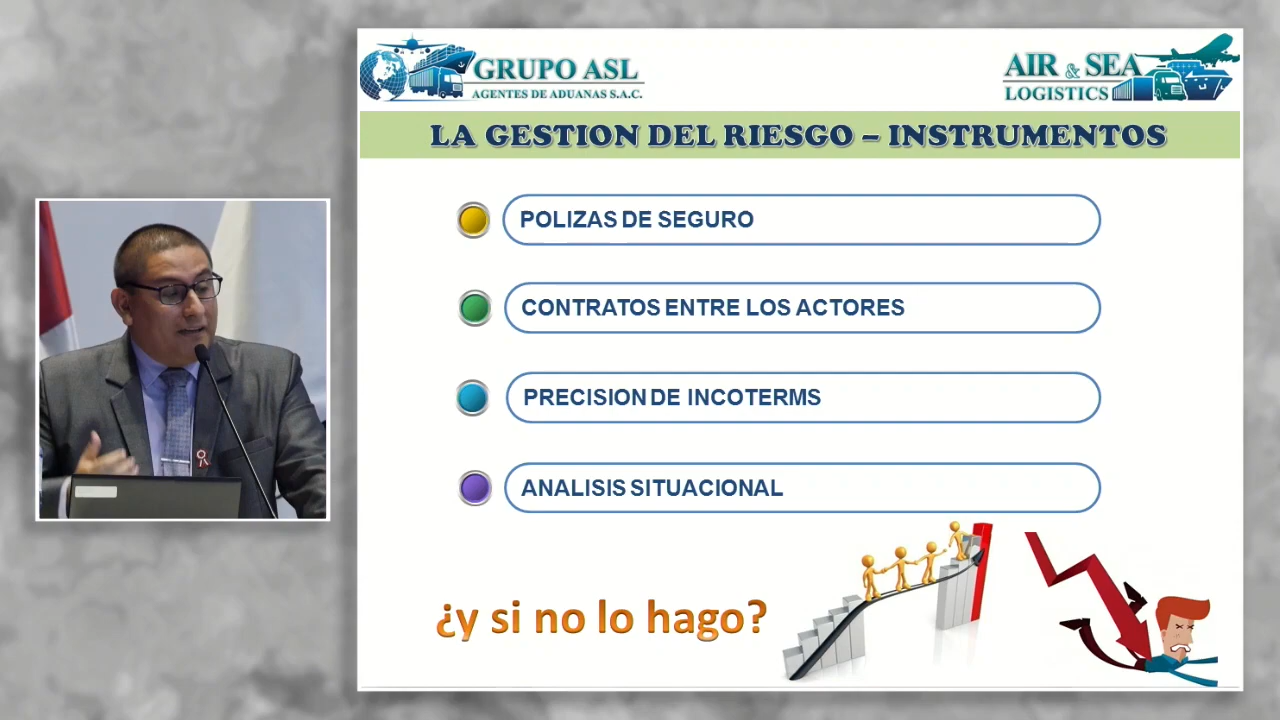 GRUPO ASL
AGENTES DE ADUANAS S.A.C.
AIR & SEA
LOGISTICS
LA GESTION DEL RIESGO – INSTRUMENTOS
POLIZAS DE SEGURO
CONTRATOS ENTRE LOS ACTORES
PRECISION DE INCOTERMS
ANALISIS SITUACIONAL
¿y si no lo hago?